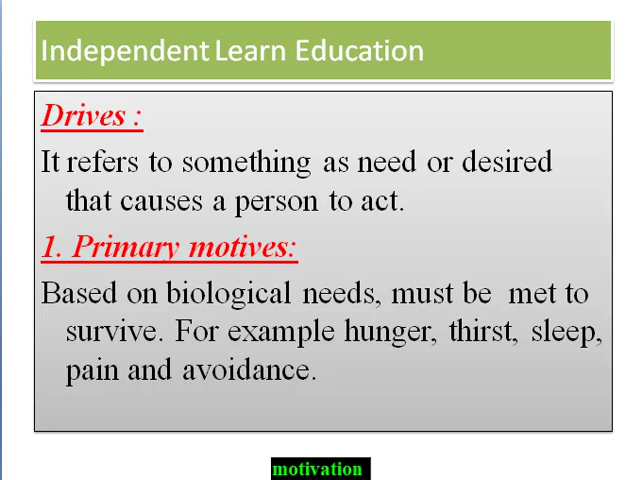 Independent Learn Education
Drives :
It refers to something as need or desired
that causes a person to act.
1. Primary motives:
Based on biological needs, must be met to
survive. For example hunger, thirst, sleep,
pain and avoidance.
motivation